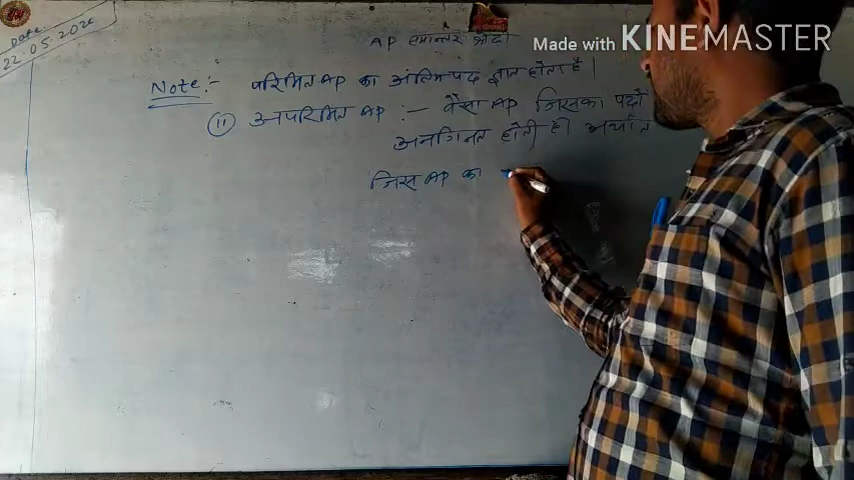 Date
22.05.2020
AP समान्तर श्रेढ़ी
Made with KINEMASTER
Note:- परिमित AP का अंतिम पद ज्ञात होता है।
(ii) अपरिमित AP :- वैसा AP जिसका पदों
अनगिनत होती हो अर्थात
जिस AP का